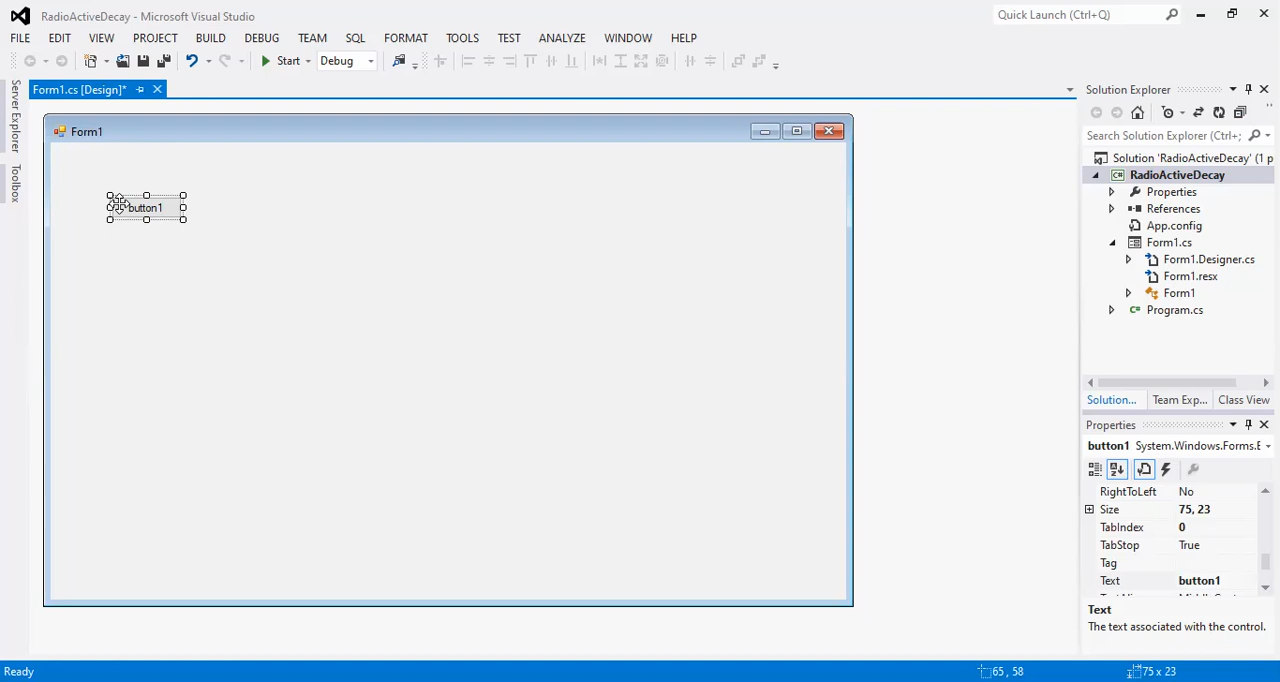 RadioActiveDecay - Microsoft Visual Studio
Quick Launch (Ctrl+Q)
FILE EDIT VIEW PROJECT BUILD DEBUG TEAM SQL FORMAT TOOLS TEST ANALYZE WINDOW HELP
Start Debug
Server Explorer
Toolbox
Form1.cs [Design]*
Form1
button1
Solution Explorer
Search Solution Explorer (Ctrl+;
Solution 'RadioActiveDecay' (1 p
RadioActiveDecay
Properties
References
App.config
Form1.cs
Form1.Designer.cs
Form1.resx
Form1
Program.cs
Solution... Team Exp... Class View
Properties
button1 System.Windows.Forms.E
RightToLeft No
Size 75, 23
TabIndex 0
TabStop True
Tag
Text button1
Text
The text associated with the control.
Ready
65 , 58
75 x 23